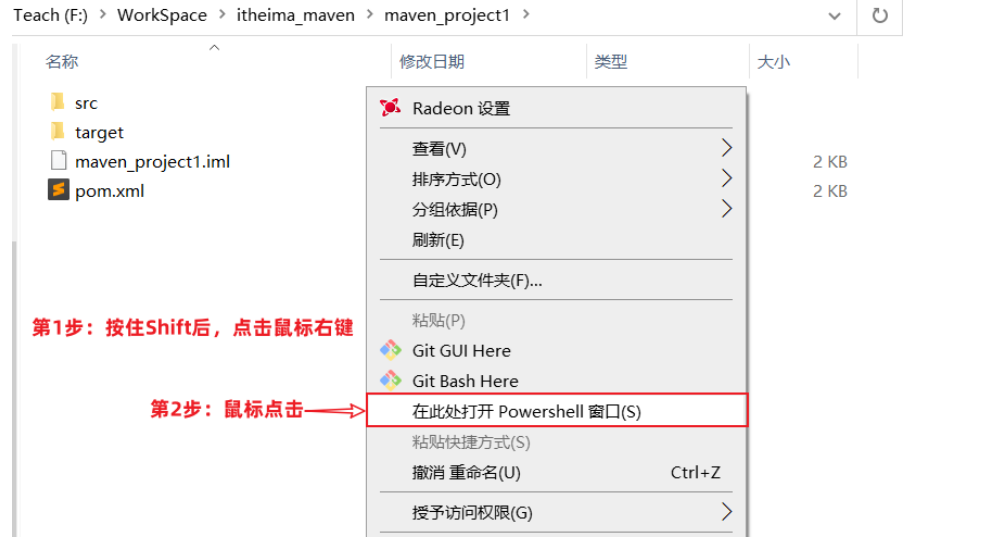 Teach (F:) > WorkSpace > itheima_maven > maven_project1 >
名称 修改日期 类型 大小
src
target
maven_project1.iml 2 KB
pom.xml 2 KB
Radeon 设置
查看(V)
排序方式(O)
分组依据(P)
刷新(E)
自定义文件夹(F)...
粘贴(P)
第1步：按住Shift后，点击鼠标右键
Git GUI Here
Git Bash Here
第2步：鼠标点击
在此处打开 Powershell 窗口(S)
粘贴快捷方式(S)
撤消 重命名(U) Ctrl+Z
授予访问权限(G)